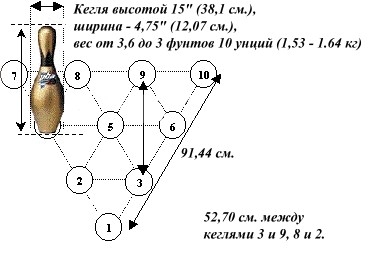 Кегля высотой 15" (38,1 см.),
ширина - 4,75" (12,07 см.),
вес от 3,6 до 3 фунтов 10 унций (1,53 - 1.64 кг)
7 8 9 10
5 6
91,44 см.
2 3
1
52,70 см. между
кеглями 3 и 9, 8 и 2.